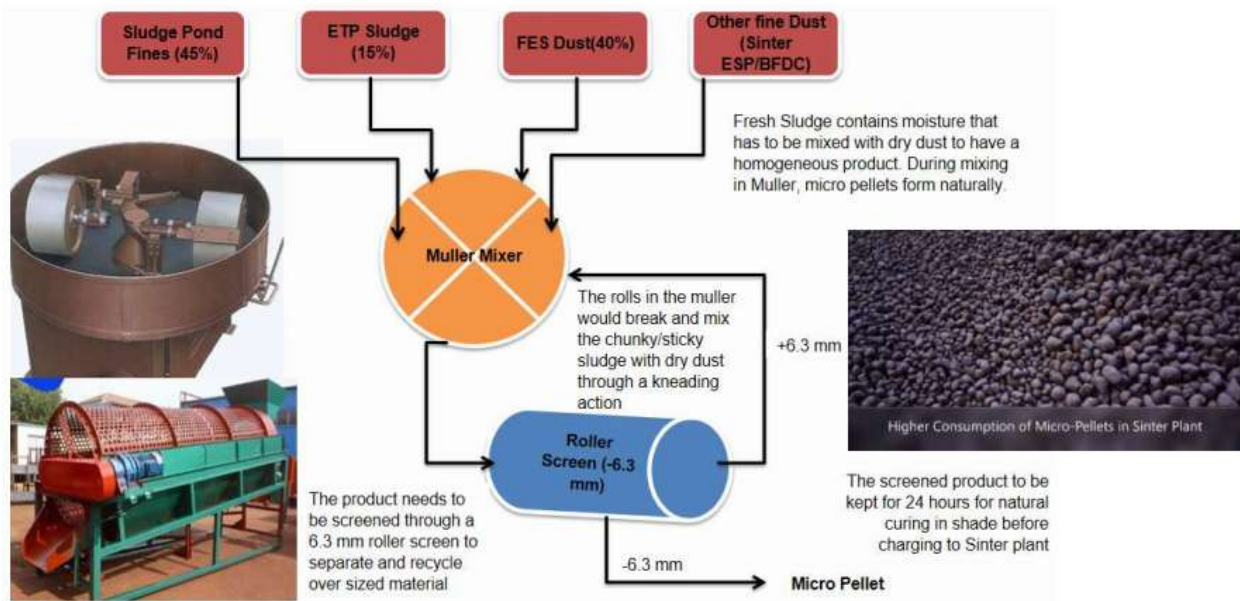 Sludge Pond
Fines (45%)
ETP Sludge
(15%)
FES Dust(40%)
Other fine Dust
(Sinter
ESP/BFDC)
Fresh Sludge contains moisture that
has to be mixed with dry dust to have a
homogeneous product. During mixing
in Muller, micro pellets form naturally.
Muller Mixer
The rolls in the muller
would break and mix
the chunky/sticky
sludge with dry dust
through a kneading
action
+6.3 mm
Higher Consumption of Micro-Pellets in Sinter Plant
Roller
Screen (-6.3
mm)
The product needs to
be screened through a
6.3 mm roller screen to
separate and recycle
over sized material
The screened product to be
kept for 24 hours for natural
curing in shade before
charging to Sinter plant
-6.3 mm
Micro Pellet